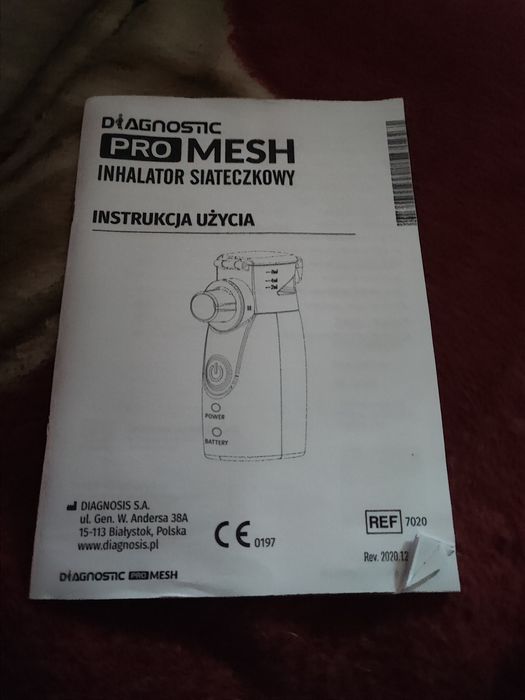 DIAGNOSTIC
PRO MESH
INHALATOR SIATECZKOWY
INSTRUKCJA UŻYCIA
POWER
BATTERY
DIAGNOSIS S.A.
ul. Gen. W. Andersa 38A
15-113 Białystok, Polska
www.diagnosis.pl
CE 0197
REF 7020
Rev. 2020.12
DIAGNOSTIC PRO MESH